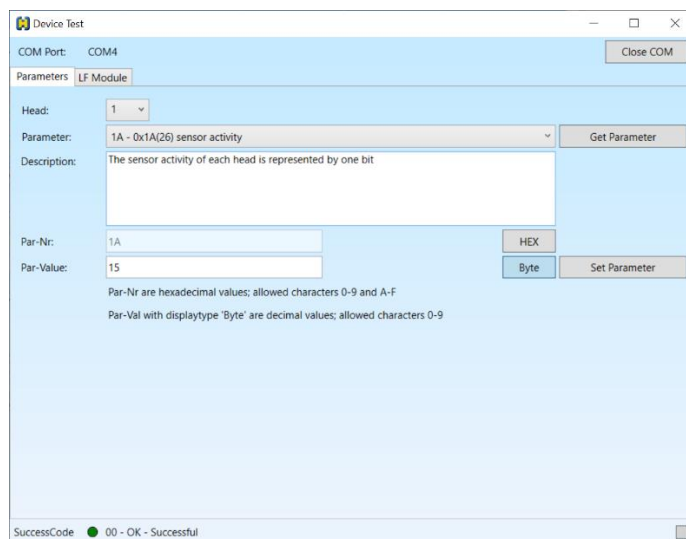 Device Test
COM Port: COM4 Close COM
Parameters LF Module
Head: 1
Parameter: 1A - 0x1A(26) sensor activity Get Parameter
Description: The sensor activity of each head is represented by one bit
Par-Nr: 1A HEX
Par-Value: 15 Byte Set Parameter
Par-Nr are hexadecimal values; allowed characters 0-9 and A-F
Par-Val with displaytype 'Byte' are decimal values; allowed characters 0-9
SuccessCode 00 - OK - Successful